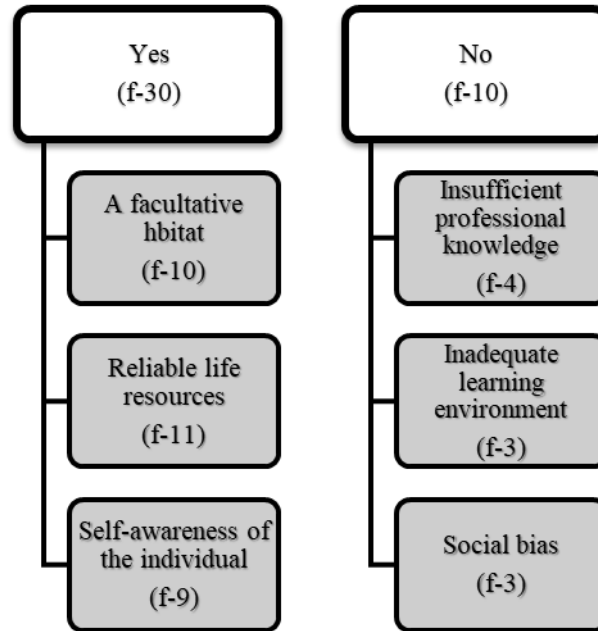 Yes
(f-30)
A facultative
hbitat
(f-10)
Reliable life
resources
(f-11)
Self-awareness of
the individual
(f-9)
No
(f-10)
Insufficient
professional
knowledge
(f-4)
Inadequate
learning
environment
(f-3)
Social bias
(f-3)